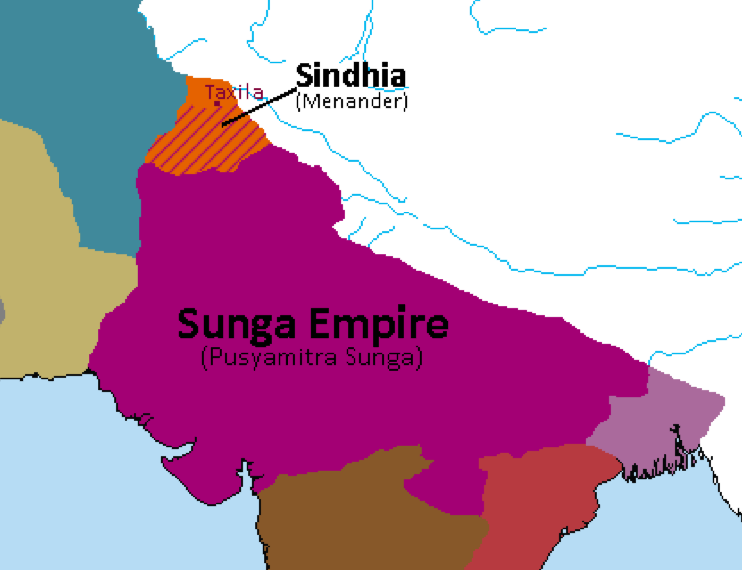 Sindhia
(Menander)
Taxila
Sunga Empire
(Pusyamitra Sunga)